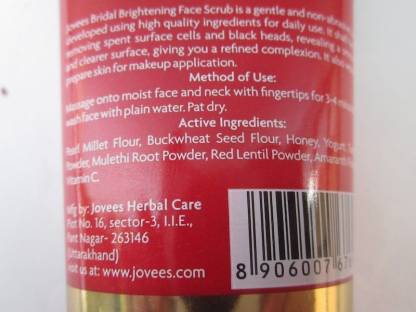 Jovees Bridal Brightening Face Scrub is a gentle and non-abrasive
developed using high quality ingredients for daily use. It
removing spent surface cells and black heads, revealing a
and clearer surface, giving you a refined complexion. It also
prepare skin for makeup application.
Method of Use:
Massage onto moist face and neck with fingertips for 3-4
wash face with plain water. Pat dry.
Active Ingredients:
Millet Flour, Buckwheat Seed Flour, Honey, Yogurt,
Powder, Mulethi Root Powder, Red Lentil Powder, Amaranth
Vitamin C.
Mfg by: Jovees Herbal Care
Plot No. 16, sector-3, I.I.E.,
Pant Nagar- 263146
(Uttarakhand)
visit us at: www.jovees.com
8 906007 67